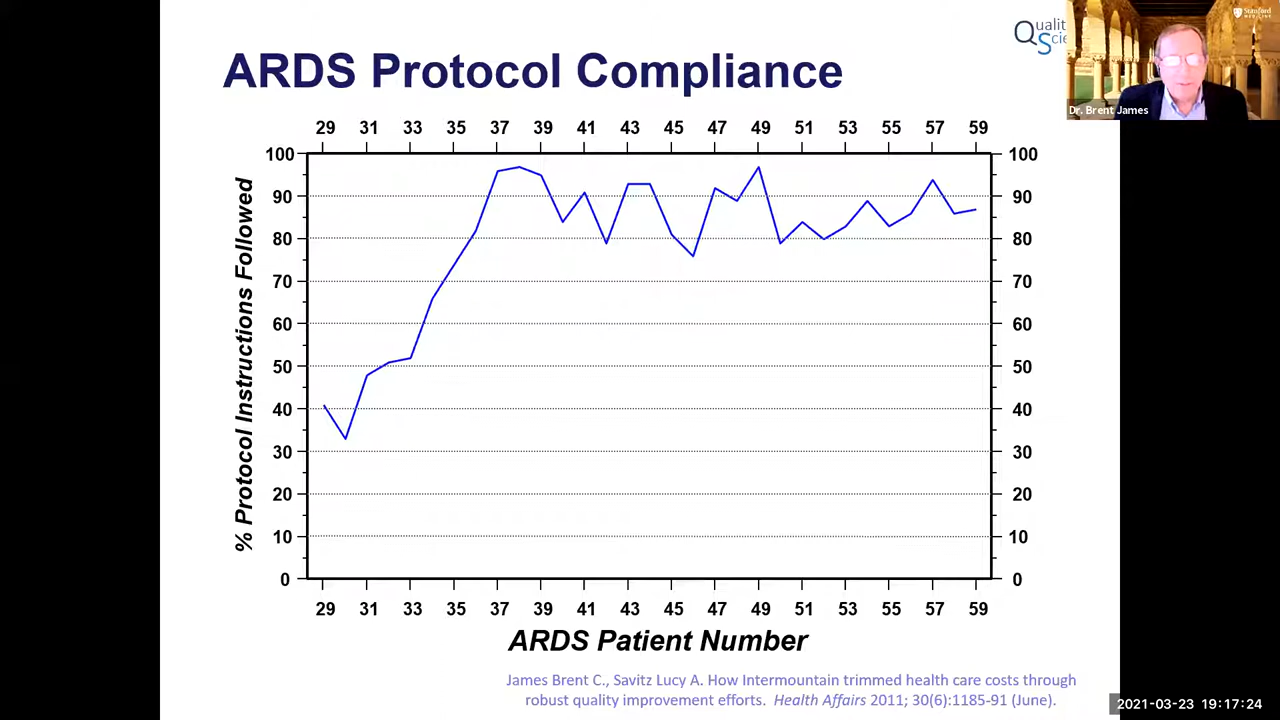 ARDS Protocol Compliance
Stanford
MEDICINE
Dr. Brent James
29 31 33 35 37 39 41 43 45 47 49 51 53 55 57 59
% Protocol Instructions Followed
100 100
90 90
80 80
70 70
60 60
50 50
40 40
30 30
20 20
10 10
0 0
29 31 33 35 37 39 41 43 45 47 49 51 53 55 57 59
ARDS Patient Number
James Brent C., Savitz Lucy A. How Intermountain trimmed health care costs through
robust quality improvement efforts. Health Affairs 2011; 30(6):1185-91 (June).
2021-03-23 19:17:24